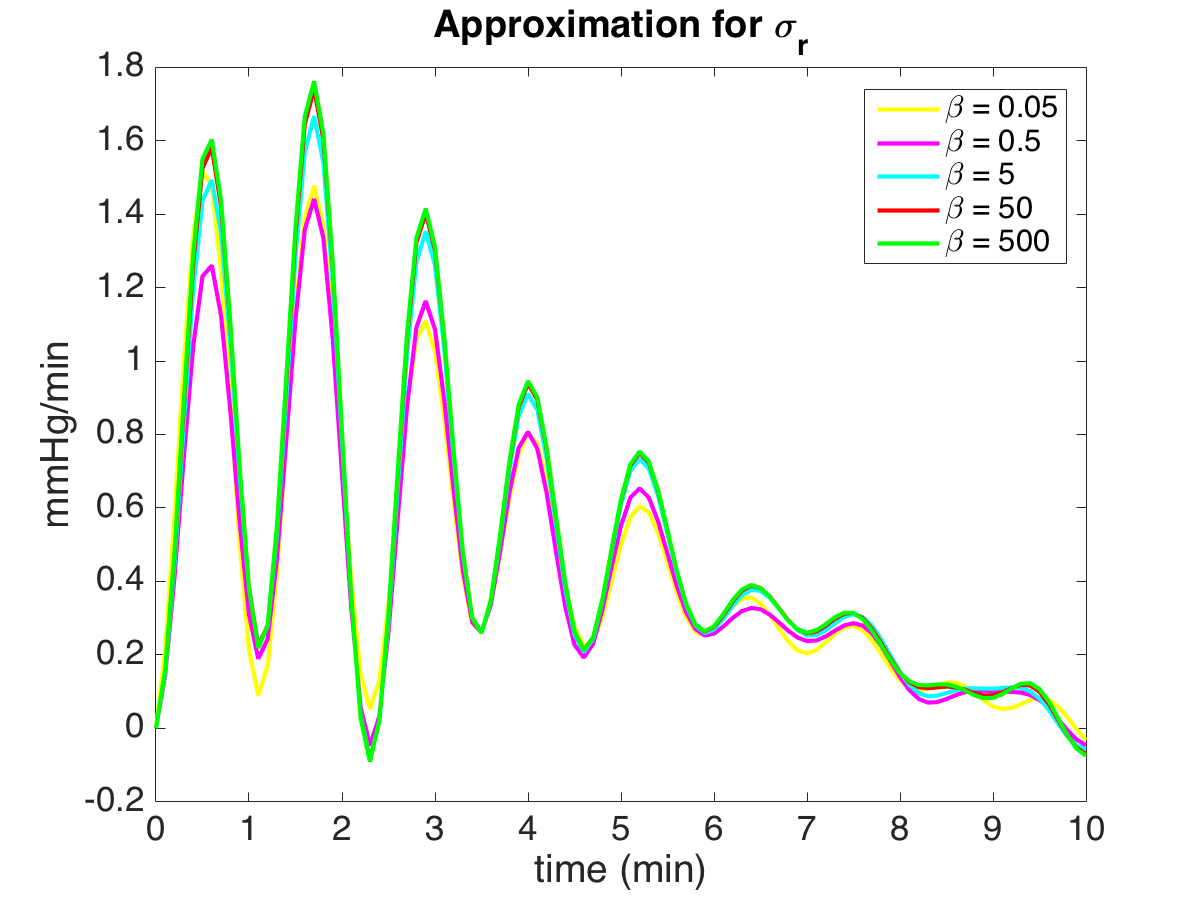 Approximation for σr
1.8
1.6
1.4
1.2
1
0.8
0.6
0.4
0.2
0
-0.2
mmHg/min
β = 0.05
β = 0.5
β = 5
β = 50
β = 500
0 1 2 3 4 5 6 7 8 9 10
time (min)